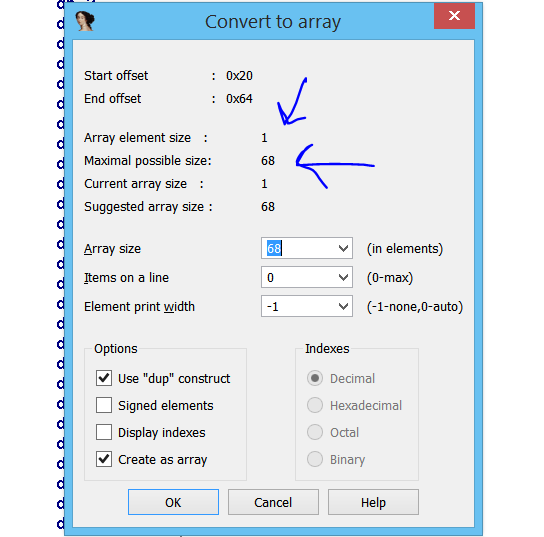 Convert to array
Start offset : 0x20
End offset : 0x64
Array element size : 1
Maximal possible size: 68
Current array size : 1
Suggested array size : 68
Array size 68 (in elements)
Items on a line 0 (0-max)
Element print width -1 (-1-none,0-auto)
Options
Use "dup" construct
Signed elements
Display indexes
Create as array
Indexes
Decimal
Hexadecimal
Octal
Binary
OK Cancel Help